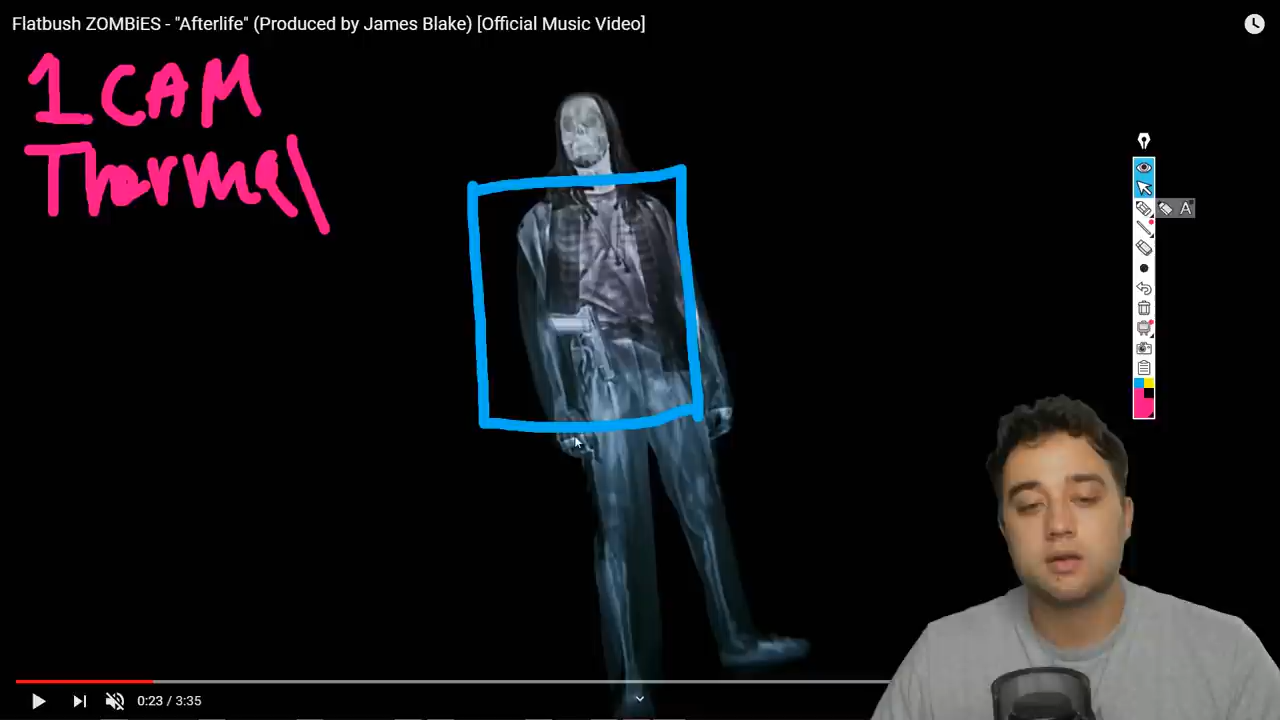 Flatbush ZOMBiES - "Afterlife" (Produced by James Blake) [Official Music Video]
1 CAM
Thermal
A
0:23 / 3:35